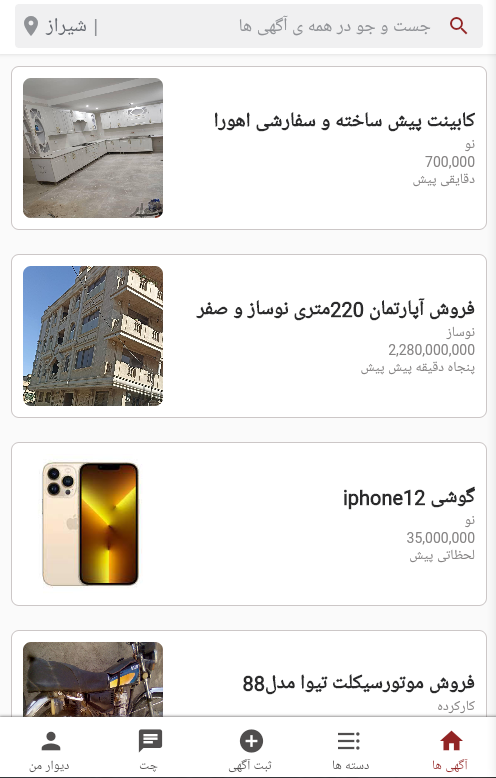 جست و جو در همه ی آگهی ها | شیراز
کابینت پیش ساخته و سفارشی اهورا
نو
700,000
دقایقی پیش
فروش آپارتمان 220متری نوساز و صفر
نوساز
2,280,000,000
پنجاه دقیقه پیش پیش
گوشی iphone12
نو
35,000,000
لحظاتی پیش
فروش موتورسیکلت تیوا مدل88
کارکرده
آگهی ها
دسته ها
ثبت آگهی
چت
دیوار من